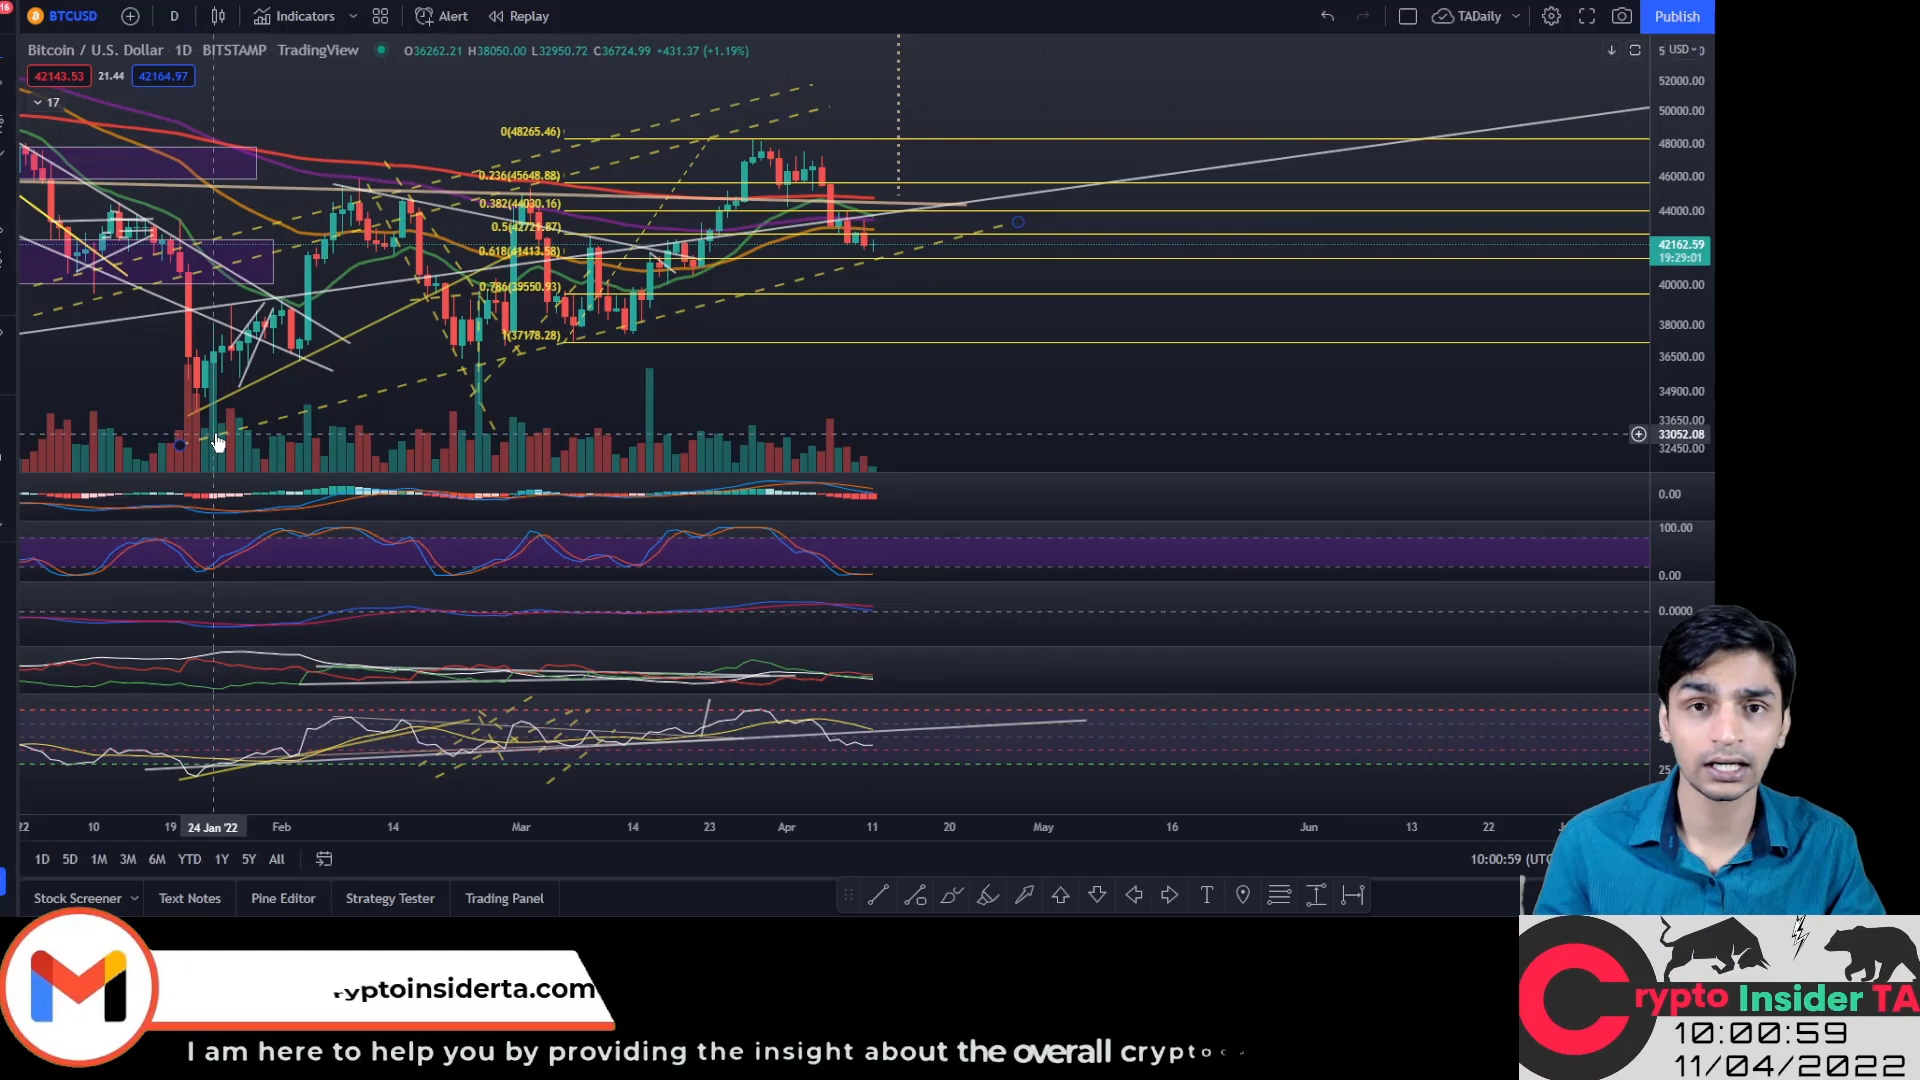 16 BTCUSD D Indicators Alert Replay TADaily Publish
Bitcoin / U.S. Dollar 1D BITSTAMP TradingView O36262.21 H38050.00 L32950.72 C36724.99 +431.37 (+1.19%)
42143.53 21.44 42164.97
17
USD
52000.00
50000.00
48000.00
46000.00
44000.00
42162.59
19:29:01
40000.00
38000.00
36500.00
34900.00
33650.00
33052.08
32450.00
0(48265.46)
0.236(45648.88)
0.382(44030.16)
0.5(42721.87)
0.618(41413.58)
0.786(39550.93)
1(37178.28)
0.00
100.00
0.00
0.0000
25
22 10 19 24 Jan '22 Feb 14 Mar 14 23 Apr 11 20 May 16 Jun 13 22
1D 5D 1M 3M 6M YTD 1Y 5Y All
10:00:59 (UTC
Stock Screener Text Notes Pine Editor Strategy Tester Trading Panel
ryptoinsiderta.com
I am here to help you by providing the insight about the overall crypto
Crypto Insider TA
10:00:59
11/04/2022